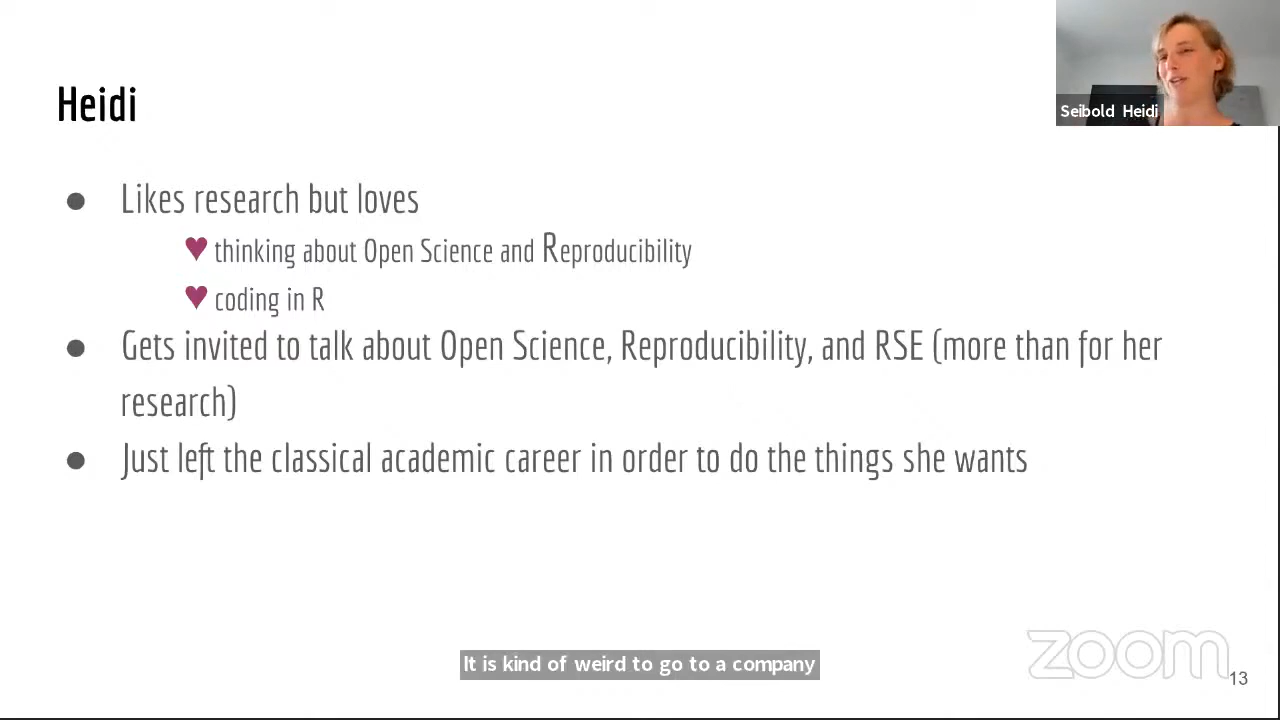 Heidi
Seibold Heidi
● Likes research but loves
♥ thinking about Open Science and Reproducibility
♥ coding in R
● Gets invited to talk about Open Science, Reproducibility, and RSE (more than for her
research)
● Just left the classical academic career in order to do the things she wants
It is kind of weird to go to a company
zoom
13